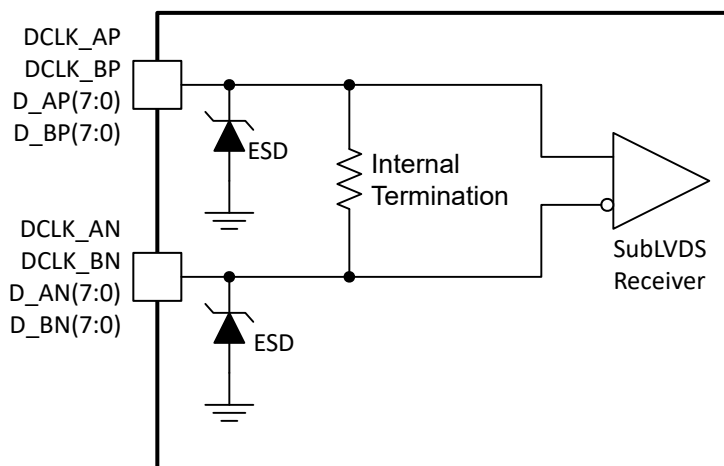 DCLK_AP
DCLK_BP
D_AP(7:0)
D_BP(7:0)
ESD
Internal
Termination
DCLK_AN
DCLK_BN
D_AN(7:0)
D_BN(7:0)
SubLVDS
Receiver
ESD